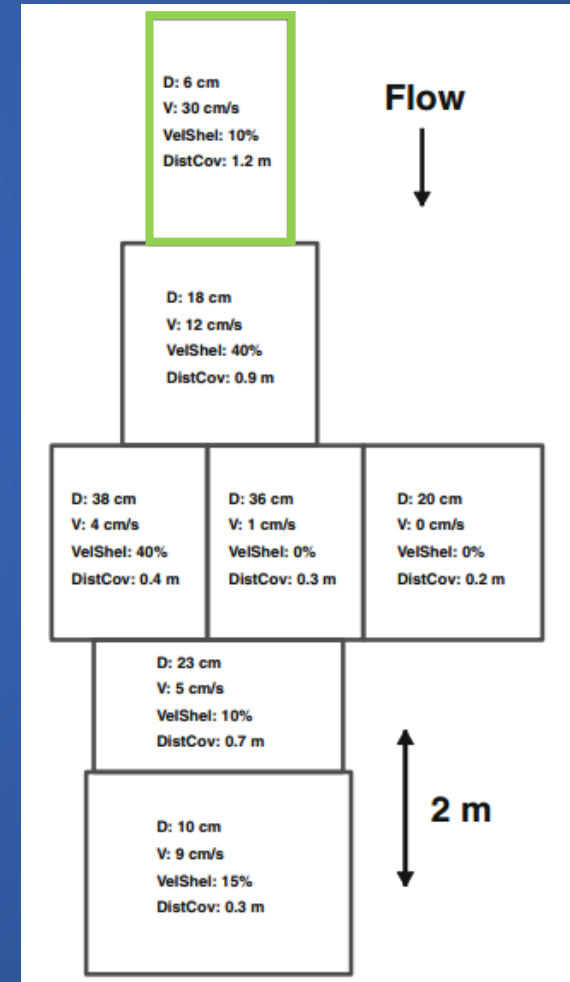 D: 6 cm
V: 30 cm/s
VelShel: 10%
DistCov: 1.2 m
Flow
D: 18 cm
V: 12 cm/s
VelShel: 40%
DistCov: 0.9 m
D: 38 cm
V: 4 cm/s
VelShel: 40%
DistCov: 0.4 m
D: 36 cm
V: 1 cm/s
VelShel: 0%
DistCov: 0.3 m
D: 20 cm
V: 0 cm/s
VelShel: 0%
DistCov: 0.2 m
D: 23 cm
V: 5 cm/s
VelShel: 10%
DistCov: 0.7 m
2 m
D: 10 cm
V: 9 cm/s
VelShel: 15%
DistCov: 0.3 m